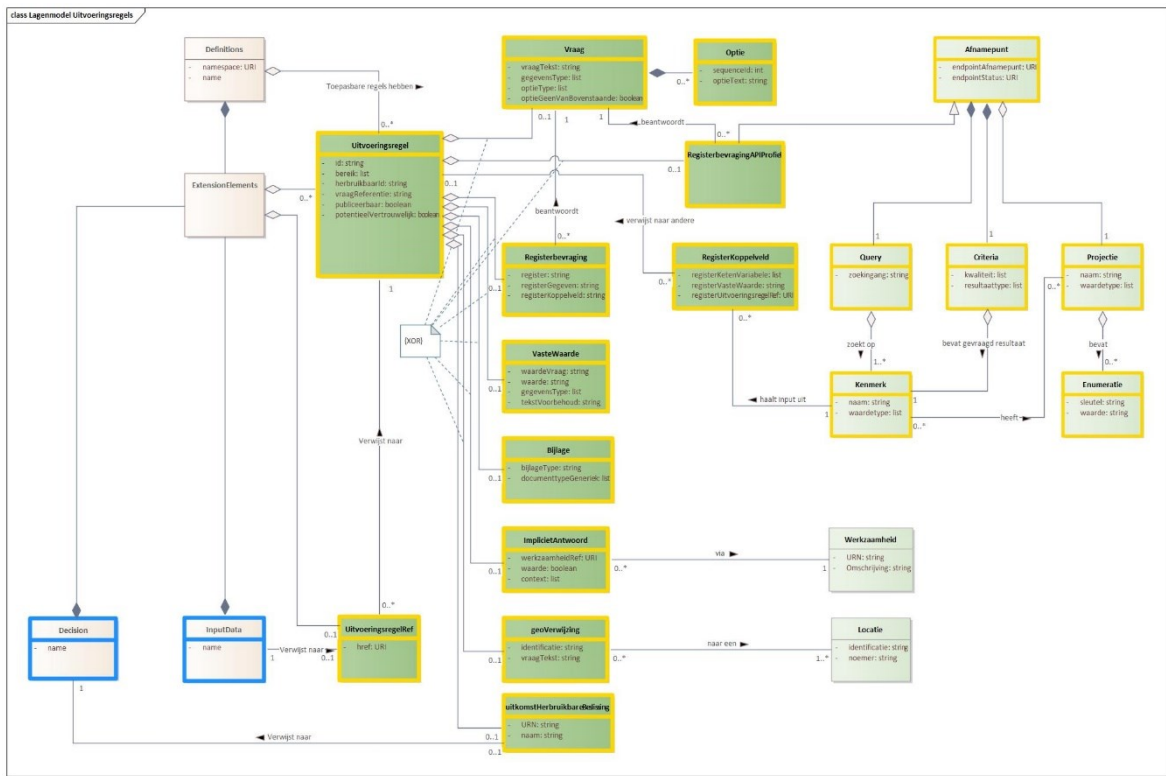 class Lagenmodel Uitvoeringsregels
Definitions
- namespace: URI
- name
Vraag
- vraagTekst: string
- gegevensType: list
- optieType: list
- optieGeenVanBovenstaande: boolean
Optie
- sequenceId: int
- optieText: string
0..*
Afnamepunt
- endpointAfnamepunt: URI
- endpointStatus: URI
Toepasbare regels hebben
0..*
0..1
1
1
beantwoordt
0..*
Uitvoeringsregel
- id: string
- bereik: list
- herbruikbaarId: string
- vraagReferentie: string
- publiceerbaar: boolean
- potentieelVertrouwelijk: boolean
RegisterbevragingAPIProfiel
0..1
0..1
ExtensionElements
0..*
beantwoordt
verwijst naar andere
0..*
1
1
1
Registerbevraging
- register: string
- registerGegeven: string
- registerKoppelveld: string
0..1
RegisterKoppelveld
- registerKetenVariabele: list
- registerVasteWaarde: string
- registerUitvoeringsregelRef: URI
0..*
0..*
Query
- zoekingang: string
Criteria
- kwaliteit: list
- resultaattype: list
Projectie
- naam: string
- waardetype: list
0..*
1
{XOR}
zoekt op
bevat gevraagd resultaat
bevat
VasteWaarde
- waardeVraag: string
- waarde: string
- gegevensType: list
- tekstVoorbehoud: string
0..1
1..*
0..*
Kenmerk
- naam: string
- waardetype: list
Enumeratie
- sleutel: string
- waarde: string
haalt input uit
1
1
0..*
heeft
Verwijst naar
Bijlage
- bijlageType: string
- documenttypeGeneriek: list
0..1
ImplicietAntwoord
- werkzaamheidRef: URI
- waarde: boolean
- context: list
0..1
0..*
via
1
Werkzaamheid
- URN: string
- Omschrijving: string
0..*
Decision
- name
InputData
- name
1
Verwijst naar
0..1
0..1
UitvoeringsregelRef
- href: URI
geoVerwijzing
- identificatie: string
- vraagTekst: string
0..1
0..*
naar een
1..*
Locatie
- identificatie: string
- noemer: string
1
- URN: string
- naam: string
0..1
0..1
Verwijst naar